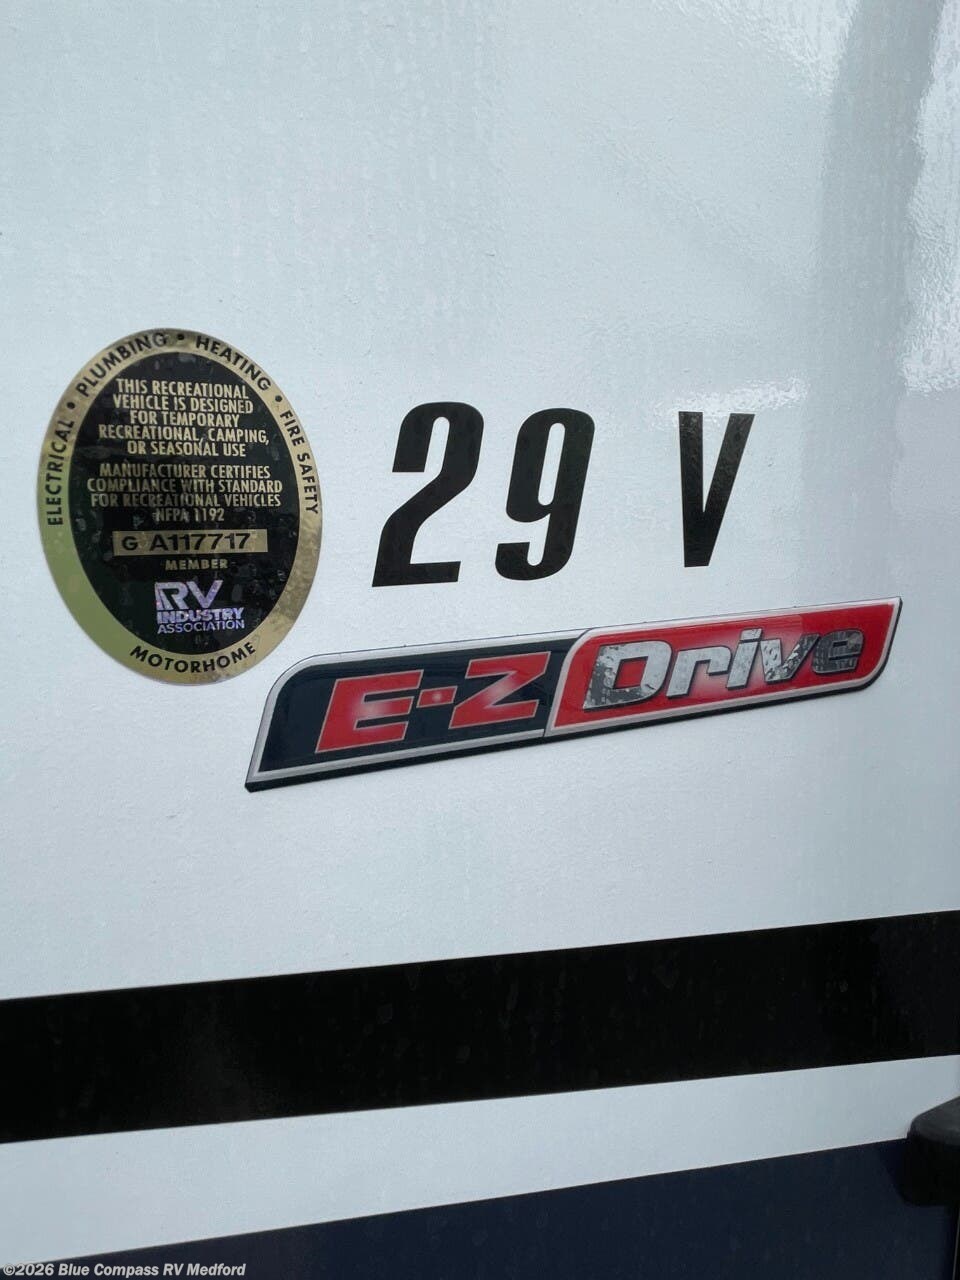 ELECTRICAL • PLUMBING • HEATING • FIRE SAFETY
THIS RECREATIONAL
VEHICLE IS DESIGNED
FOR TEMPORARY
RECREATIONAL, CAMPING,
OR SEASONAL USE
MANUFACTURER CERTIFIES
COMPLIANCE WITH STANDARD
FOR RECREATIONAL VEHICLES
NFPA 1192
G A117717
MEMBER
RV
INDUSTRY
ASSOCIATION
MOTORHOME
29 V
E-Z Drive
©2026 Blue Compass RV Medford